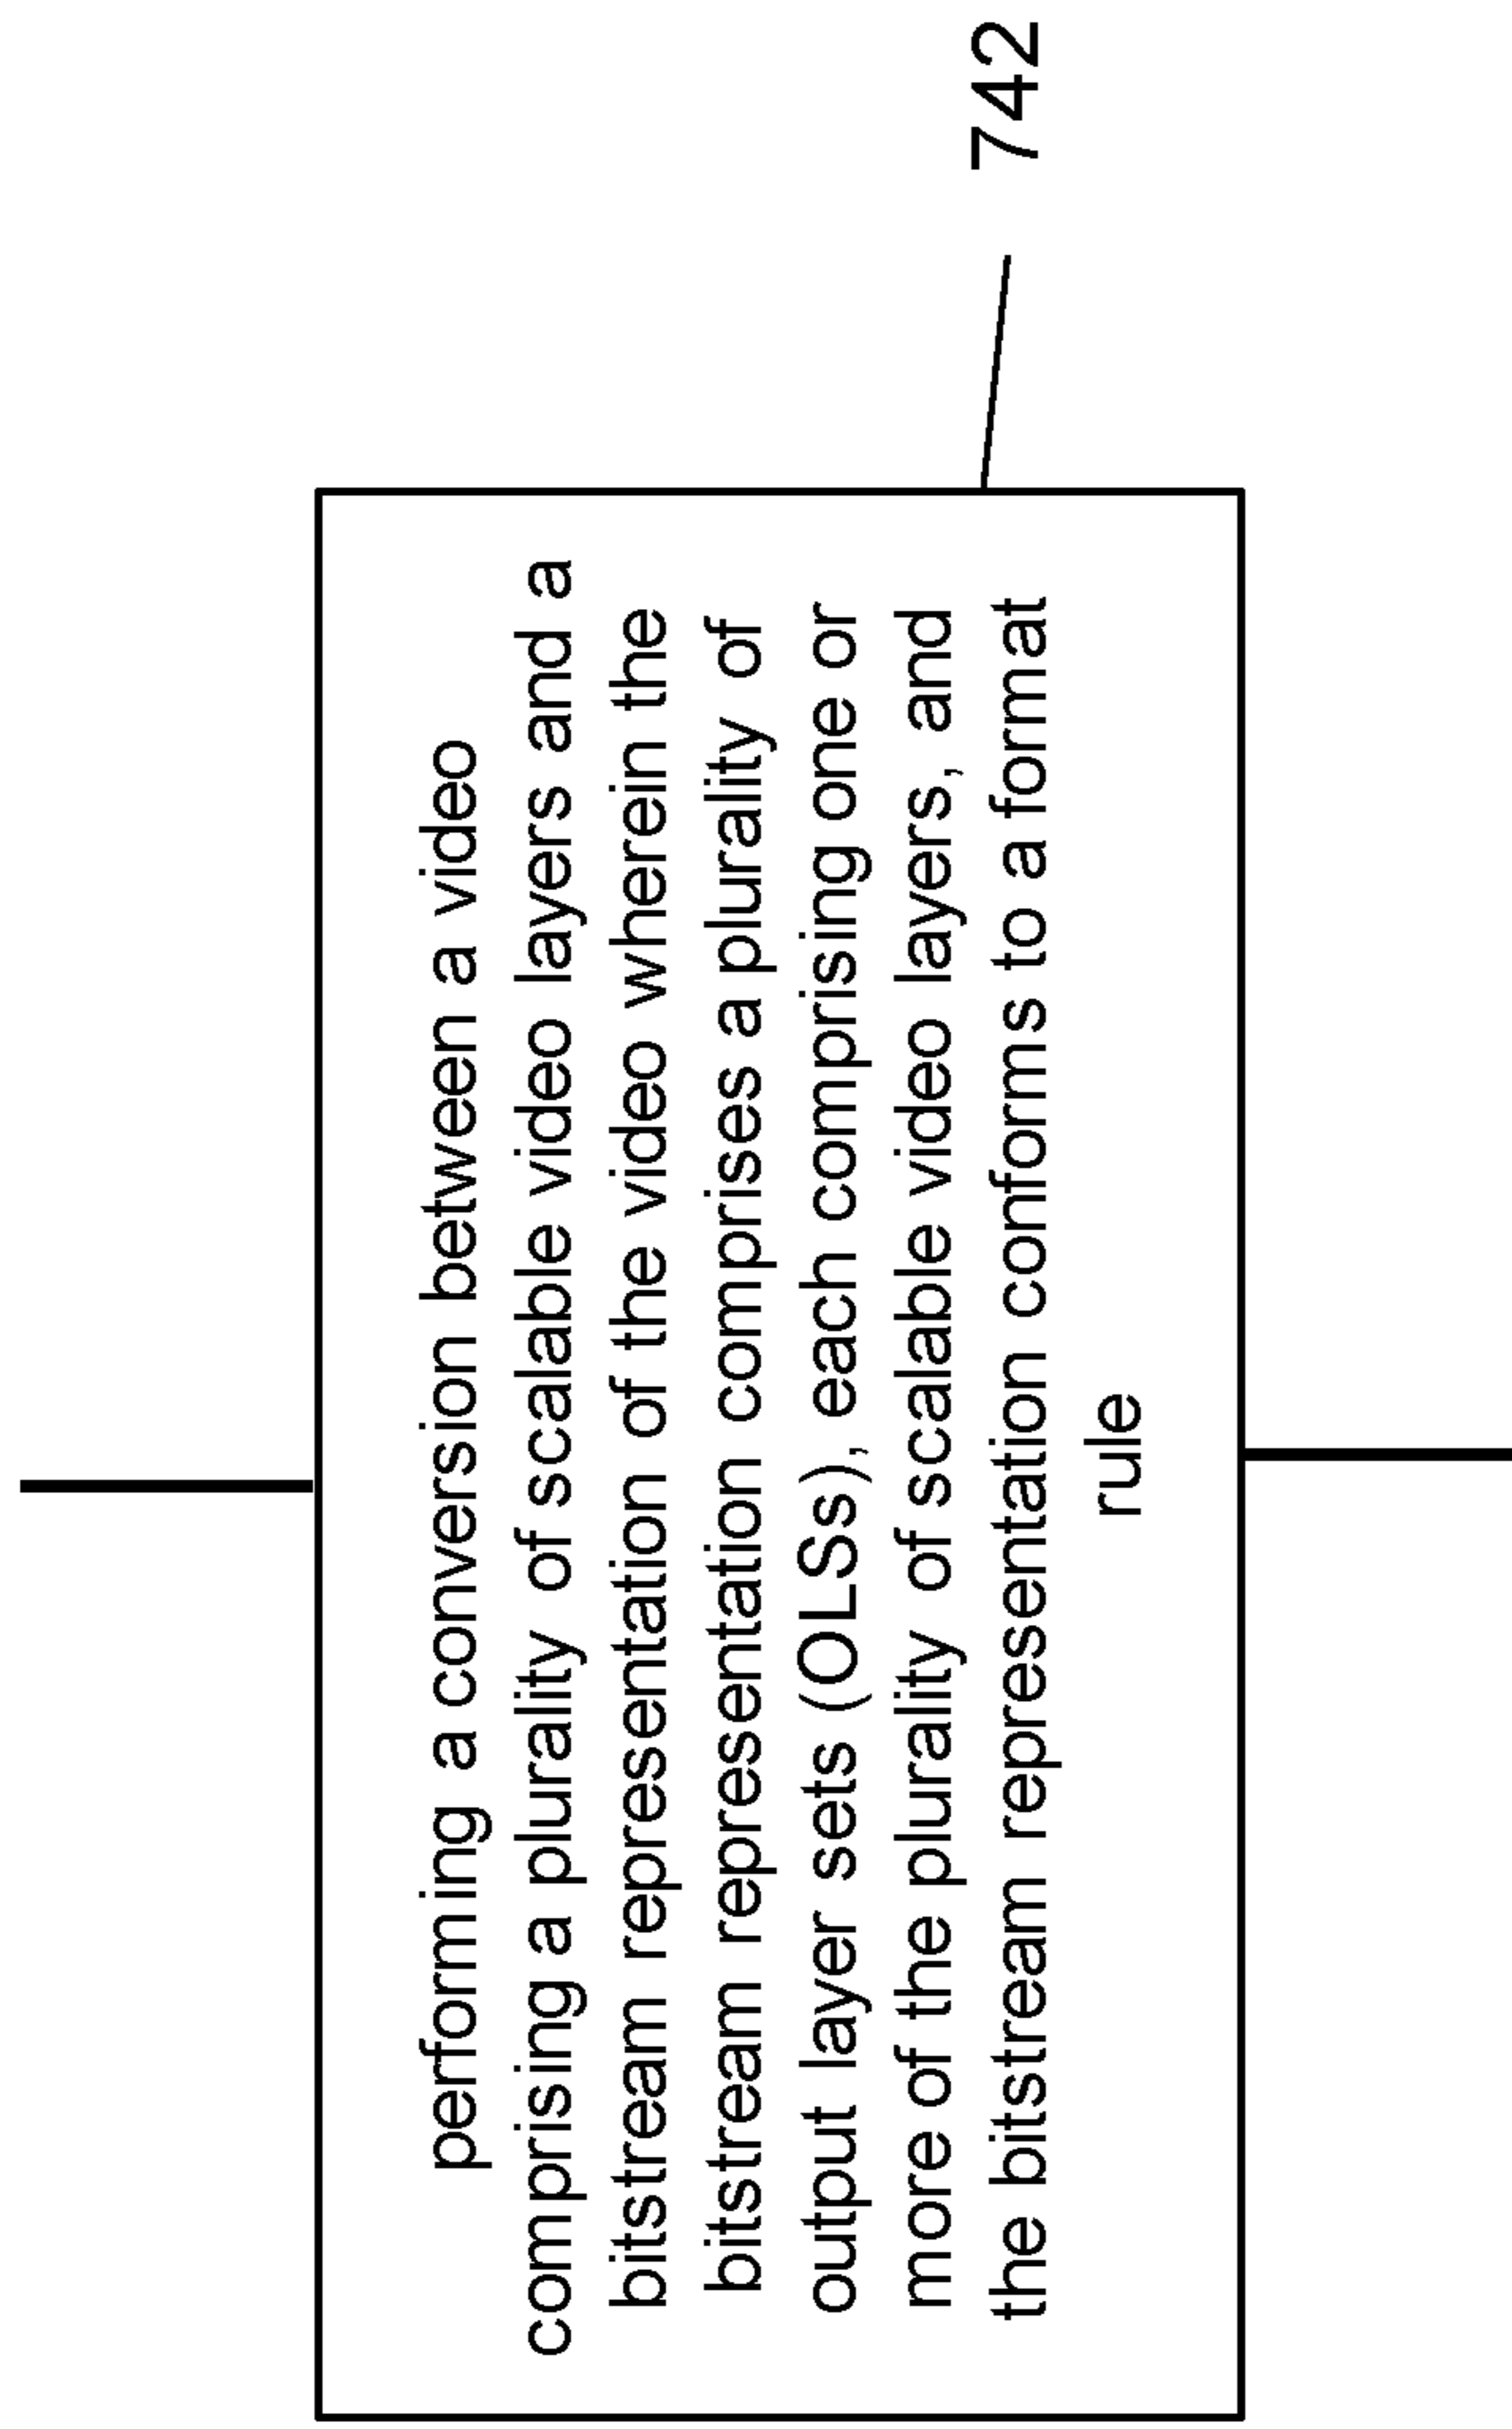 performing a conversion between a video
comprising a plurality of scalable video layers and a
bitstream representation of the video wherein the
bitstream representation comprises a plurality of
output layer sets (OLSs), each comprising one or
more of the plurality of scalable video layers, and
the bitstream representation conforms to a format
rule
742